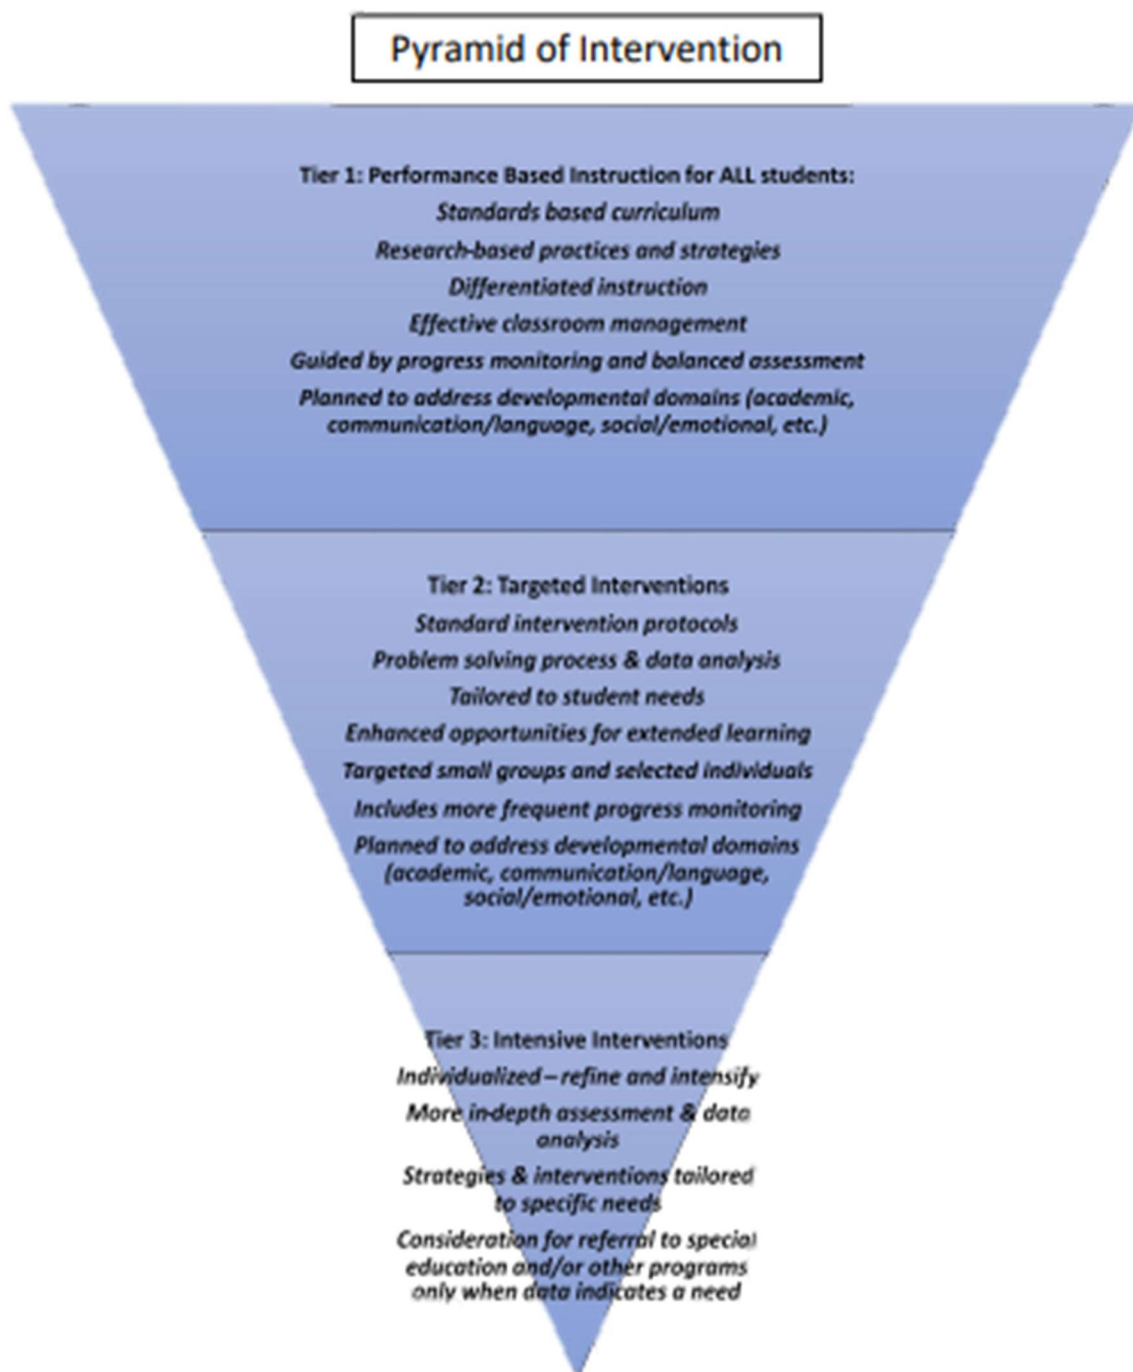 Pyramid of Intervention
Tier 1: Performance Based Instruction for ALL students:
Standards based curriculum
Research-based practices and strategies
Differentiated instruction
Effective classroom management
Guided by progress monitoring and balanced assessment
Planned to address developmental domains (academic,
communication/language, social/emotional, etc.)
Tier 2: Targeted Interventions
Standard intervention protocols
Problem solving process & data analysis
Tailored to student needs
Enhanced opportunities for extended learning
Targeted small groups and selected individuals
Includes more frequent progress monitoring
Planned to address developmental domains
(academic, communication/language,
social/emotional, etc.)
Tier 3: Intensive Interventions
Individualized – refine and intensify
More in-depth assessment & data
analysis
Strategies & interventions tailored
to specific needs
Consideration for referral to special
education and/or other programs
only when data indicates a need